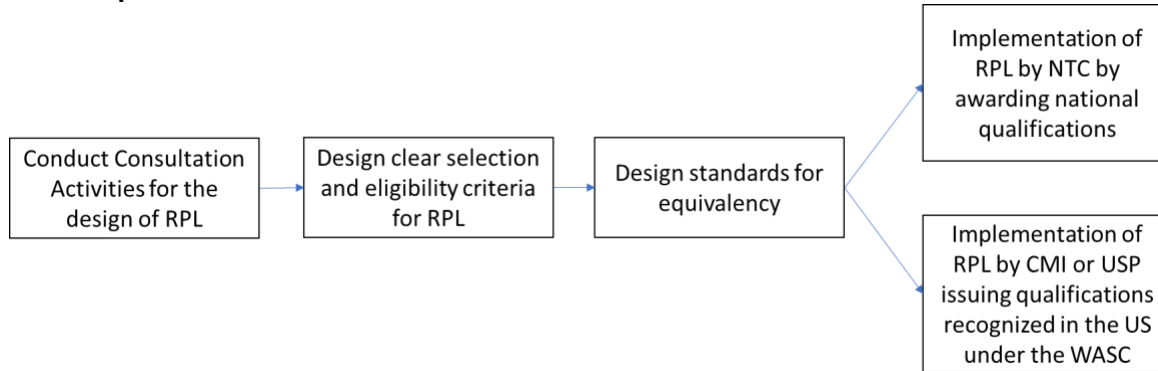 Conduct Consultation
Activities for the
design of RPL
Design clear selection
and eligibility criteria
for RPL
Design standards for
equivalency
Implementation of
RPL by NTC by
awarding national
qualifications
Implementation of
RPL by CMI or USP
issuing qualifications
recognized in the US
under the WASC